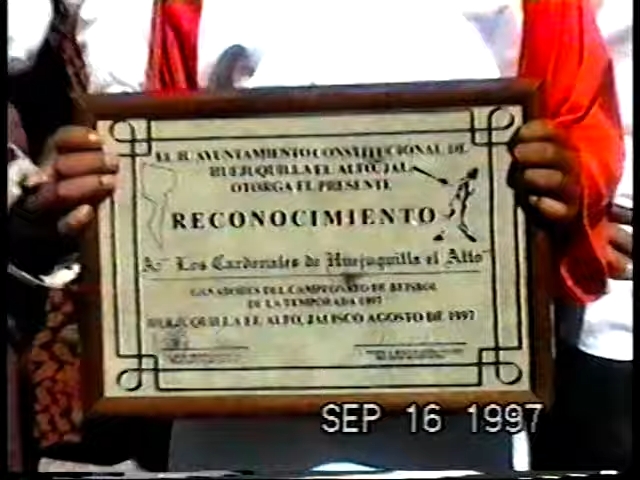 EL H. AYUNTAMIENTO CONSTITUCIONAL DE
HUEJUQUILLA EL ALTO, JAL.
OTORGA EL PRESENTE
RECONOCIMIENTO
A: Los Cardenales de Huejuquilla el Alto
GANADORES DEL CAMPEONATO DE BEISBOL
DE LA TEMPORADA 1997
HUEJUQUILLA EL ALTO, JALISCO AGOSTO DE 1997
SEP 16 1997